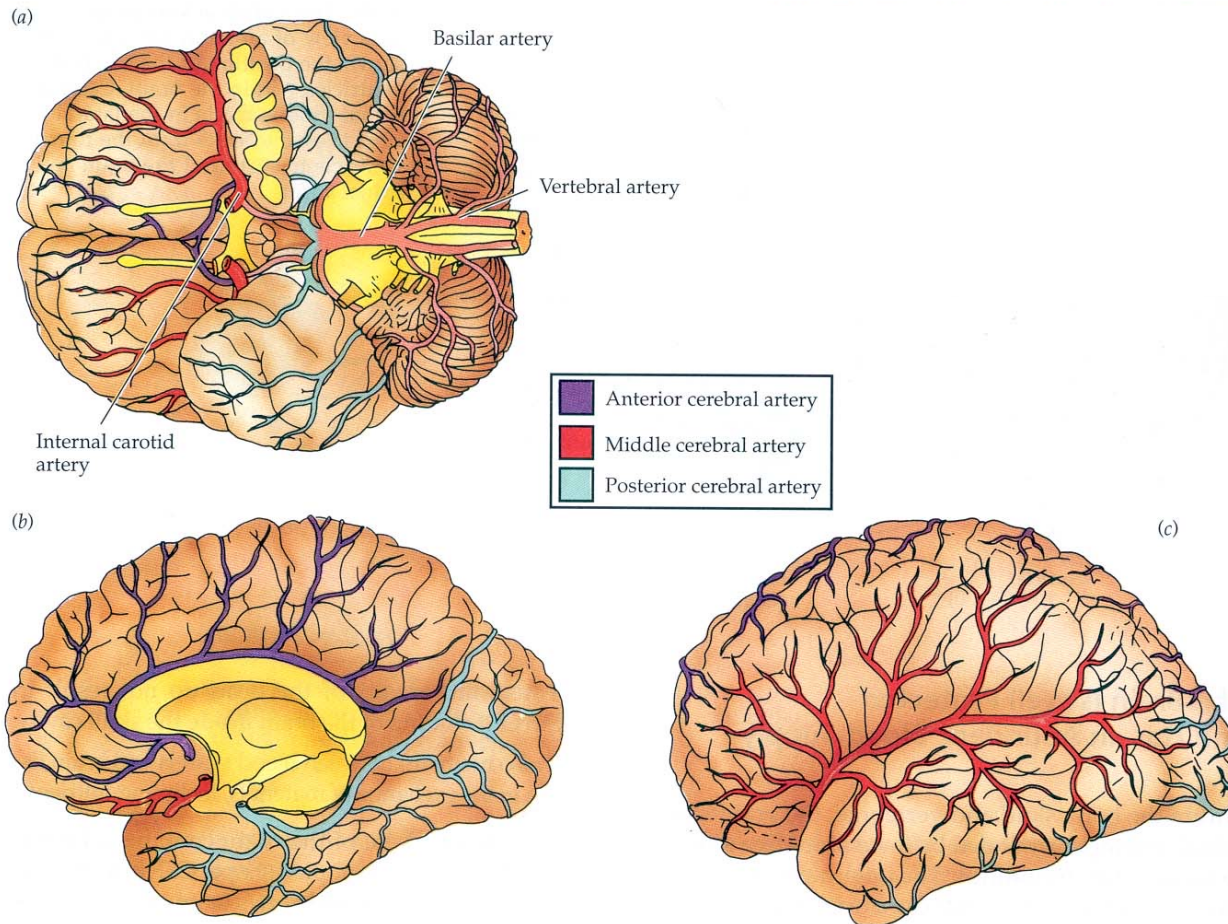 (a)
Basilar artery
Vertebral artery
Internal carotid
artery
Anterior cerebral artery
Middle cerebral artery
Posterior cerebral artery
(b)
(c)